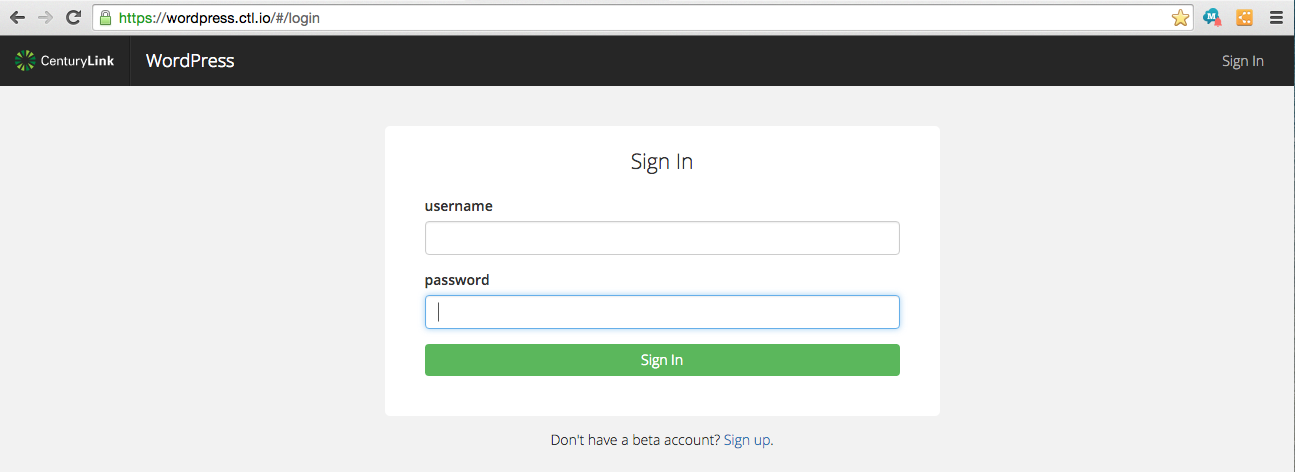 https://wordpress.ctl.io/#/login
M
CenturyLink WordPress Sign In
Sign In
username
password
Sign In
Don't have a beta account? Sign up.